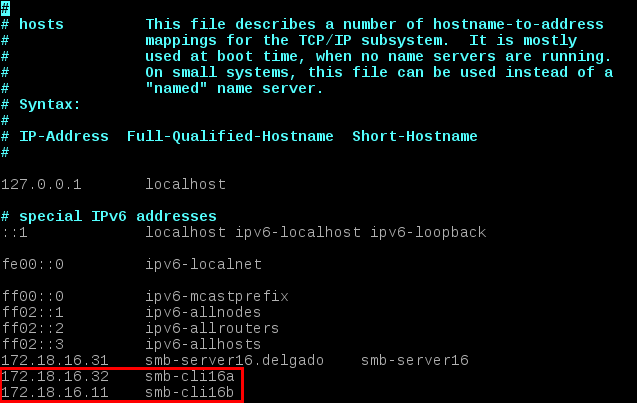 #
# hosts         This file describes a number of hostname-to-address
#               mappings for the TCP/IP subsystem.  It is mostly
#               used at boot time, when no name servers are running.
#               On small systems, this file can be used instead of a
#               "named" name server.
# Syntax:
#
# IP-Address  Full-Qualified-Hostname  Short-Hostname
#
127.0.0.1       localhost
# special IPv6 addresses
::1             localhost ipv6-localhost ipv6-loopback
fe00::0         ipv6-localnet
ff00::0         ipv6-mcastprefix
ff02::1         ipv6-allnodes
ff02::2         ipv6-allrouters
ff02::3         ipv6-allhosts
172.18.16.31    smb-server16.delgado    smb-server16
172.18.16.32    smb-cli16a
172.18.16.11    smb-cli16b